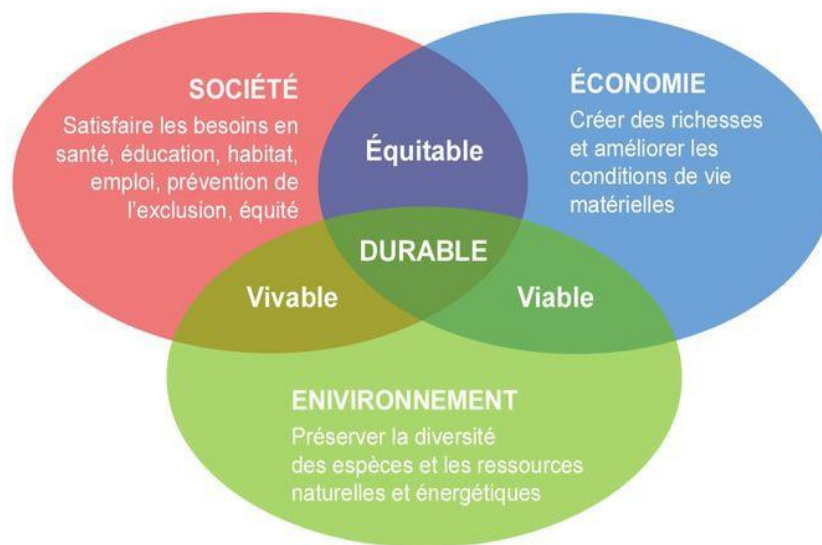 SOCIÉTÉ
Satisfaire les besoins en
santé, éducation, habitat,
emploi, prévention de
l'exclusion, équité
Équitable
ÉCONOMIE
Créer des richesses
et améliorer les
conditions de vie
matérielles
DURABLE
Vivable
Viable
ENIVIRONNEMENT
Préserver la diversité
des espèces et les ressources
naturelles et énergétiques